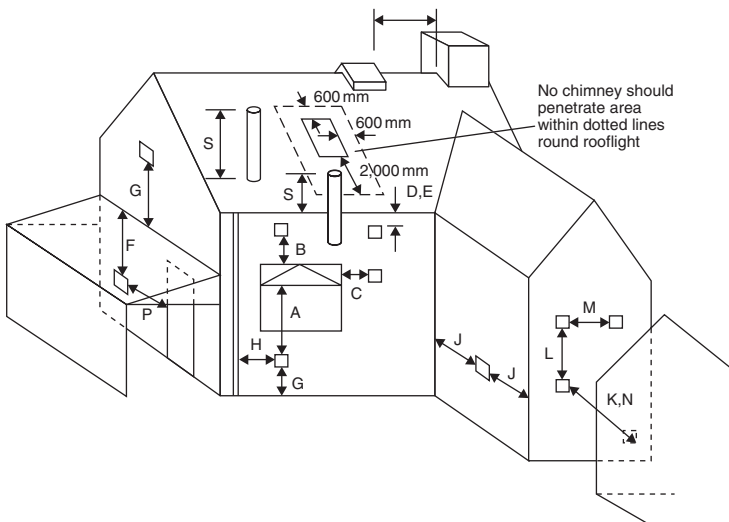 600 mm
No chimney should
penetrate area
within dotted lines
round rooflight
600 mm
S
2,000 mm
D,E
G
S
F
B
C
P
A
M
H
J
L
J
G
K,N